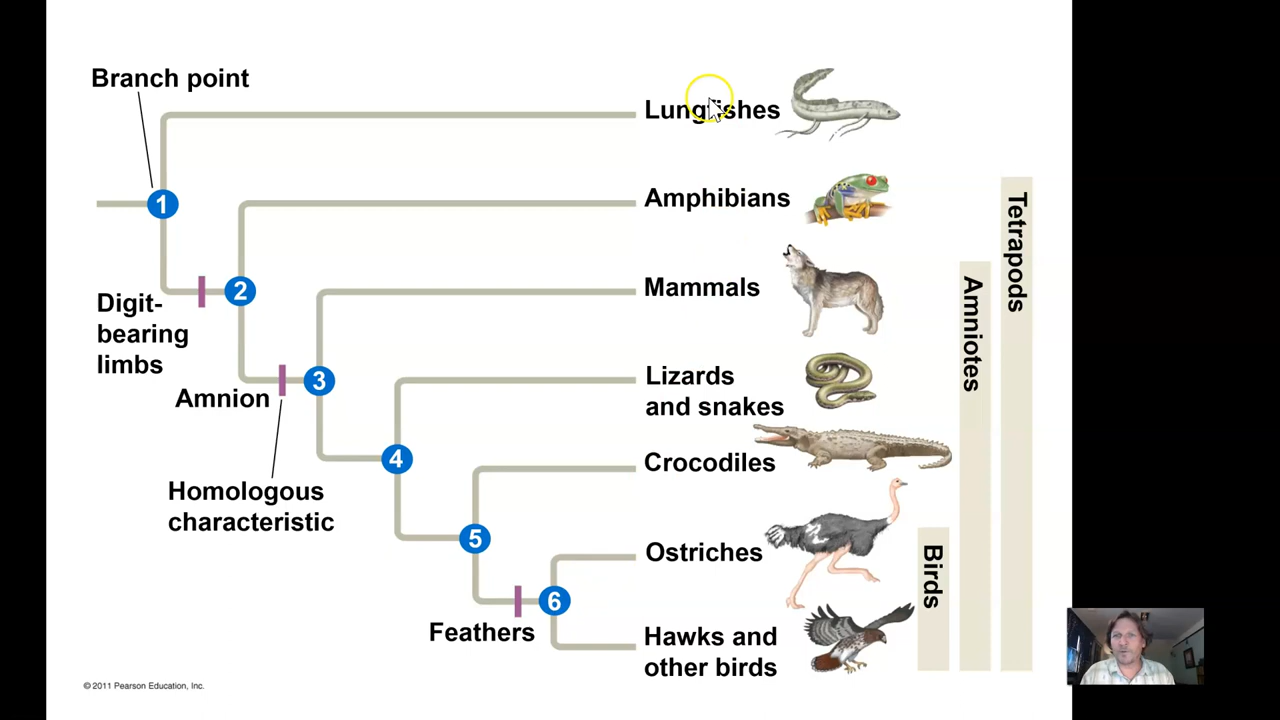 Branch point
Lungfishes
Amphibians
Mammals
Lizards
and snakes
Crocodiles
Ostriches
Hawks and
other birds
1
2
3
4
5
6
Digit-
bearing
limbs
Amnion
Homologous
characteristic
Feathers
Birds
Amniotes
Tetrapods
© 2011 Pearson Education, Inc.